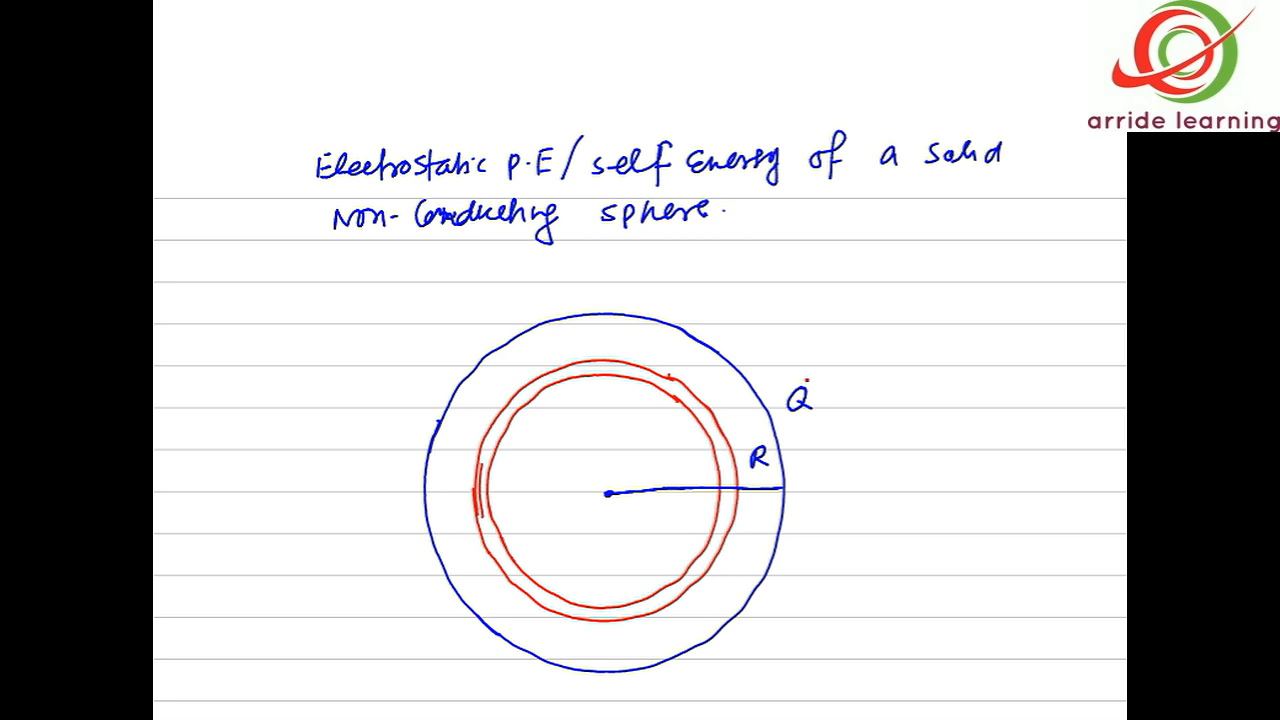 arride learning
Electrostatic P.E/ self Energy of a solid
Non-Conducting sphere.
Q
R